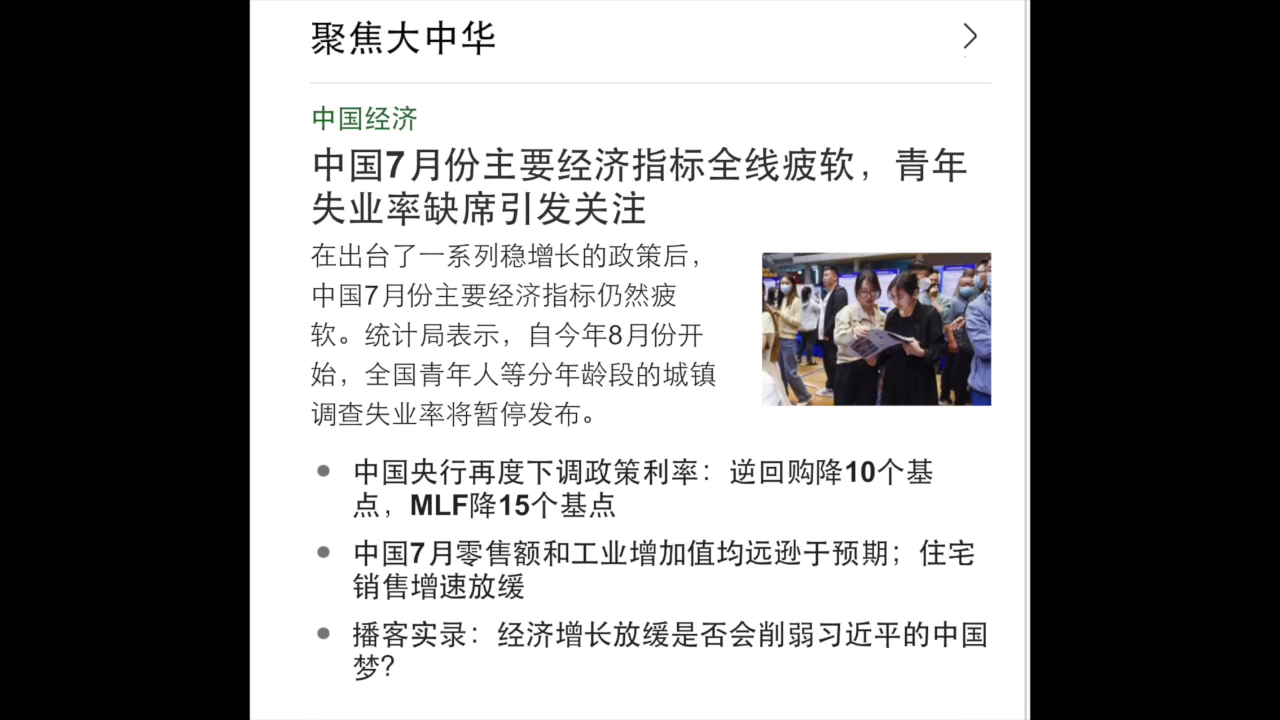 聚焦大中华
中国经济
中国7月份主要经济指标全线疲软，青年
失业率缺席引发关注
在出台了一系列稳增长的政策后，
中国7月份主要经济指标仍然疲
软。统计局表示，自今年8月份开
始，全国青年人等分年龄段的城镇
调查失业率将暂停发布。
中国央行再度下调政策利率：逆回购降10个基
点，MLF降15个基点
中国7月零售额和工业增加值均远逊于预期；住宅
销售增速放缓
播客实录：经济增长放缓是否会削弱习近平的中国
梦？